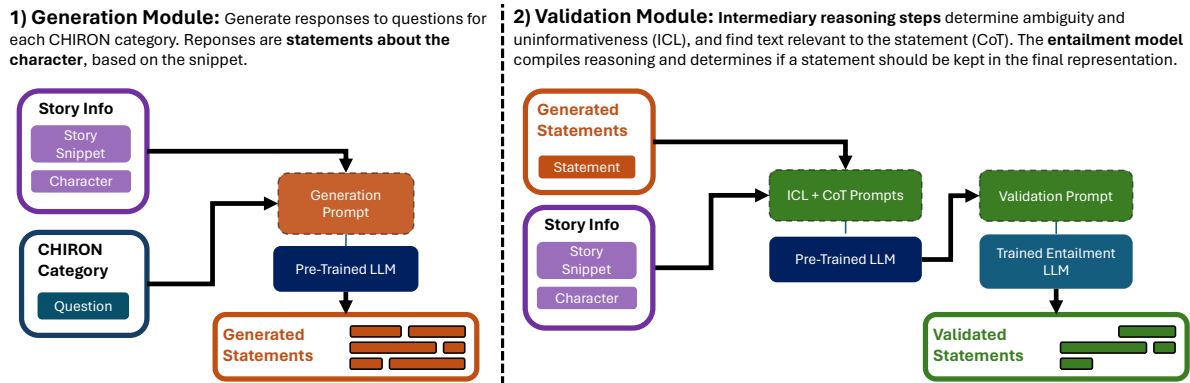 1) Generation Module: Generate responses to questions for
each CHIRON category. Reponses are statements about the
character, based on the snippet.
Story Info
Story
Snippet
Character
CHIRON
Category
Question
Generation
Prompt
Pre-Trained LLM
Generated
Statements
2) Validation Module: Intermediary reasoning steps determine ambiguity and
uninformativeness (ICL), and find text relevant to the statement (CoT). The entailment model
compiles reasoning and determines if a statement should be kept in the final representation.
Generated
Statements
Statement
Story Info
Story
Snippet
Character
ICL + CoT Prompts
Pre-Trained LLM
Validation Prompt
Trained Entailment
LLM
Validated
Statements